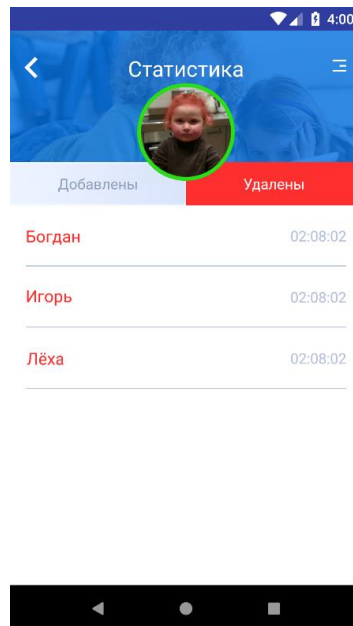 4:00
Статистика
Добавлены Удалены
Богдан 02:08:02
Игорь 02:08:02
Лёха 02:08:02